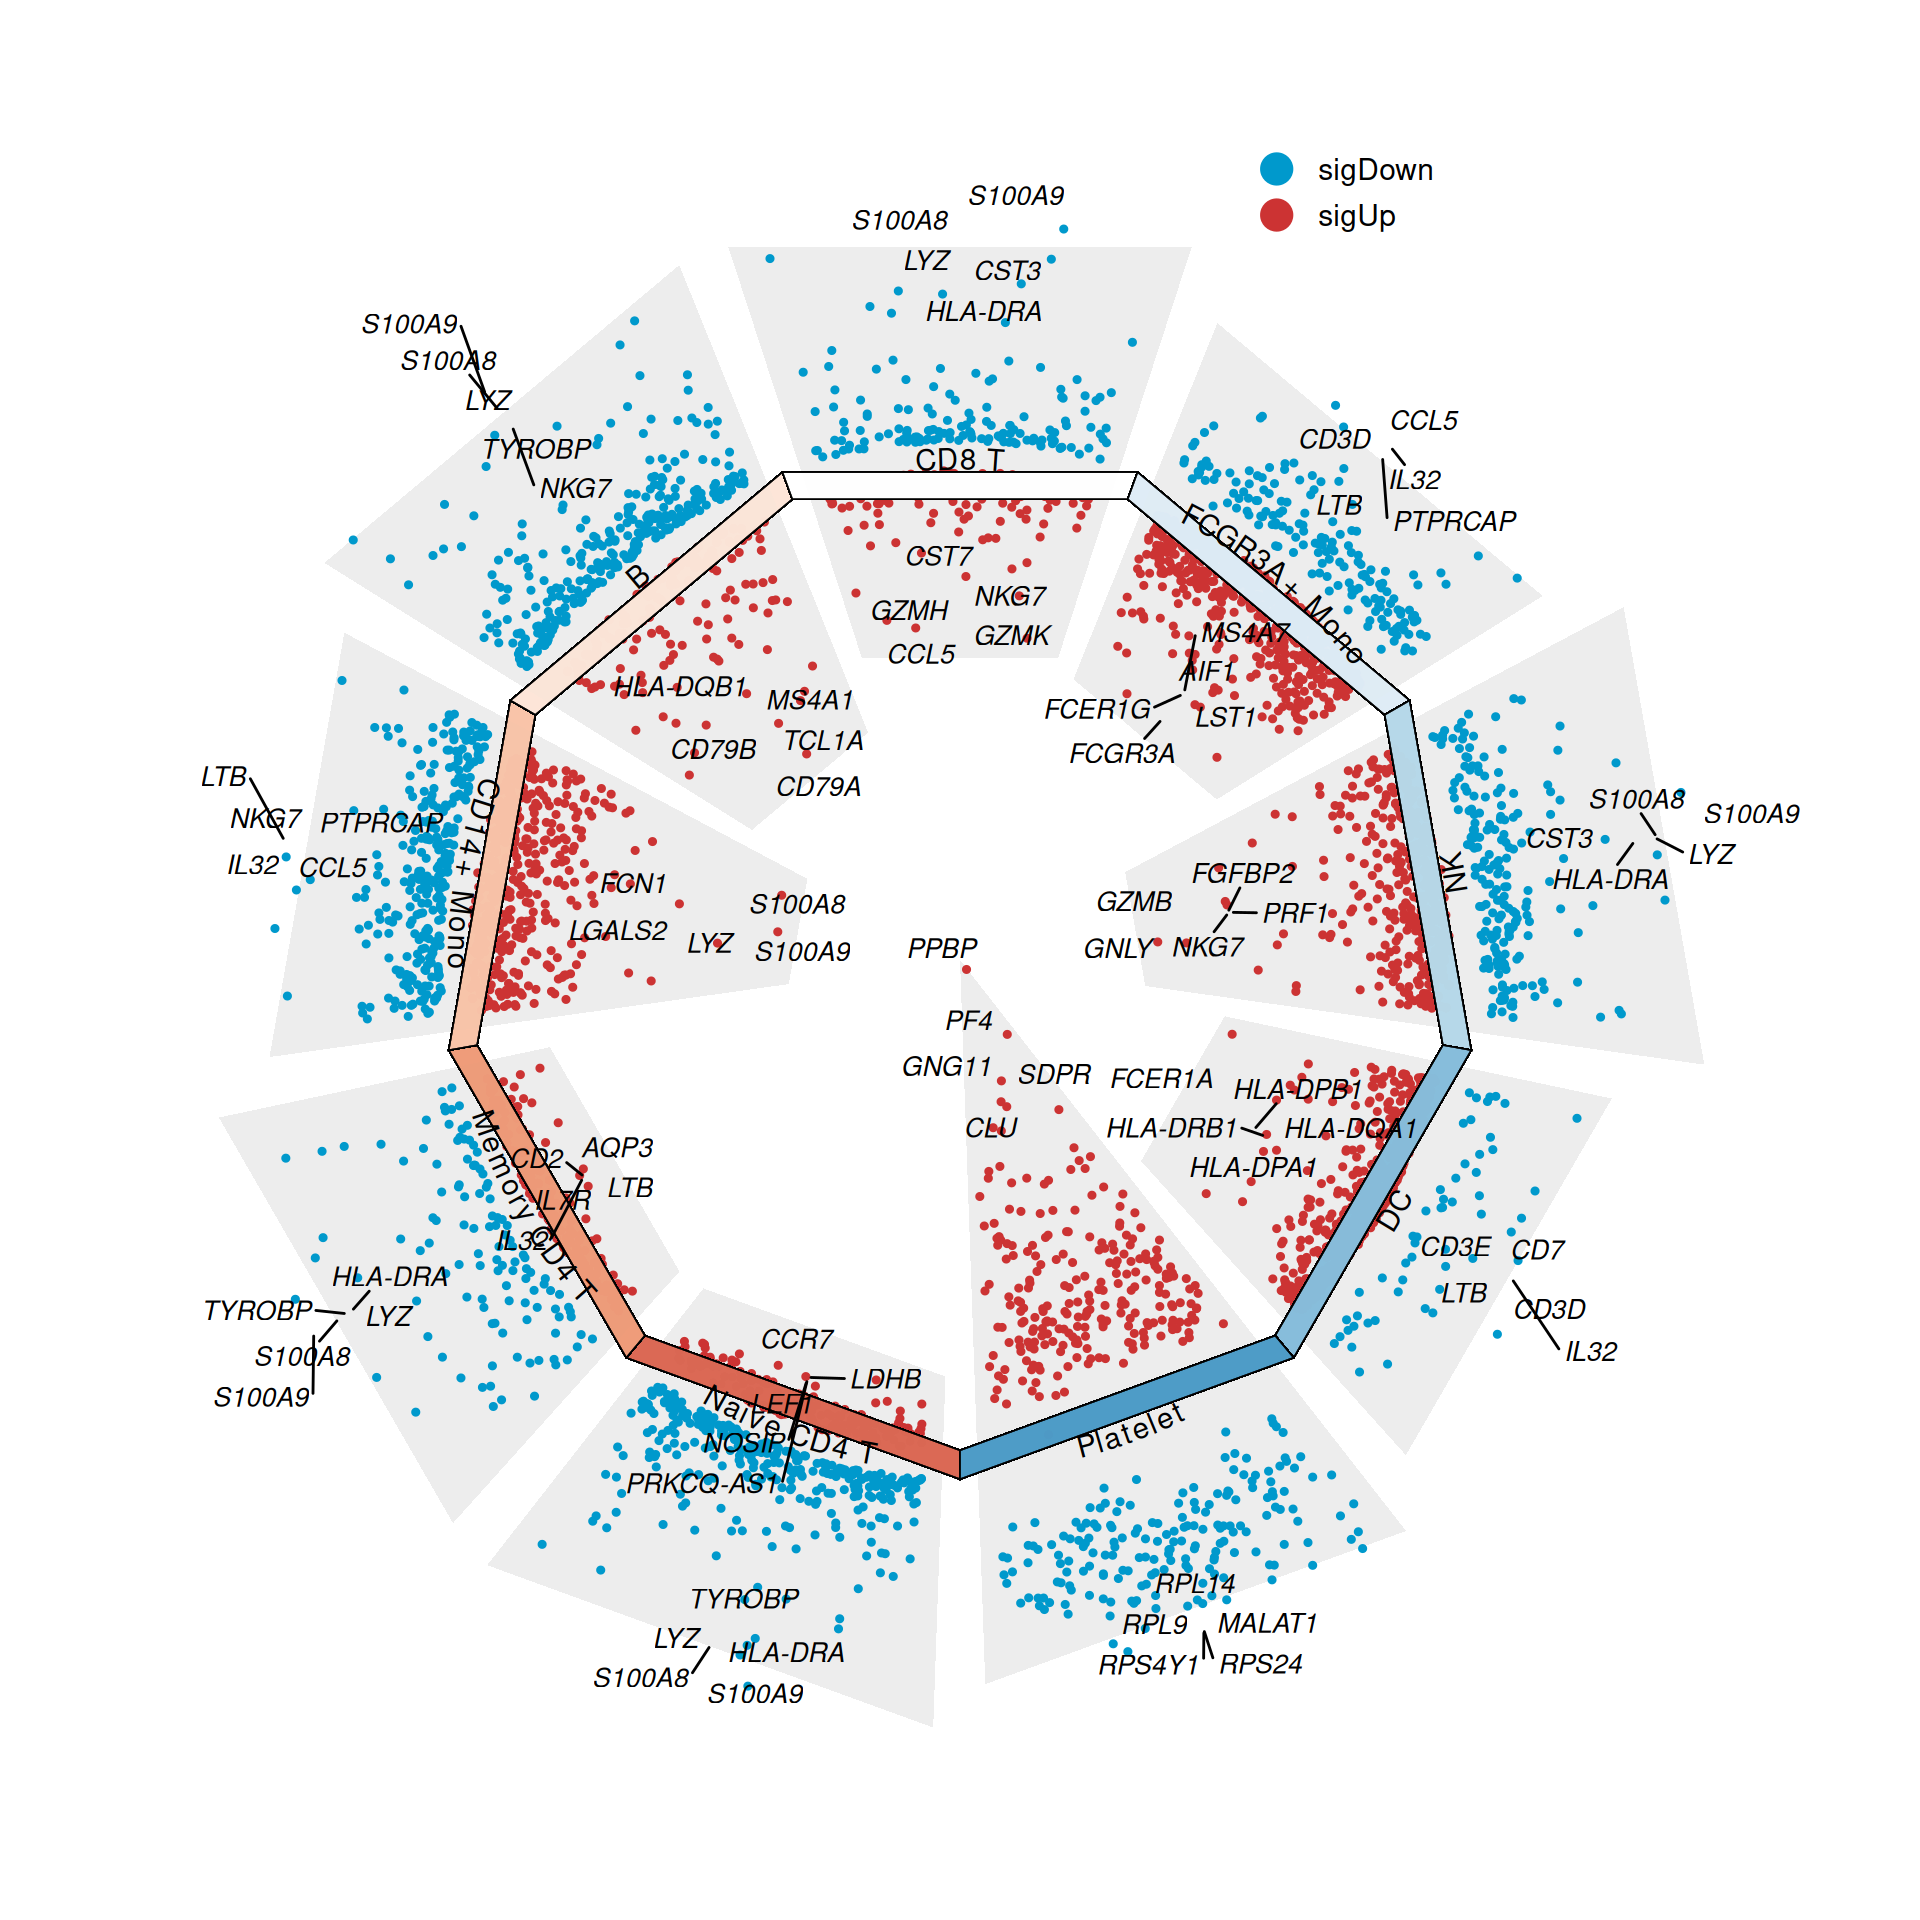 sigDown
sigUp
S100A9
S100A8
LYZ
CST3
HLA-DRA
CD8 T
CST7
GZMH
NKG7
GZMK
CCL5
CCL5
CD3D
IL32
LTB
PTPRCAP
FCGR3A+ Mono
MS4A7
AIF1
FCER1G
LST1
FCGR3A
S100A8
S100A9
CST3
LYZ
HLA-DRA
NK
FGFBP2
GZMB
PRF1
GNLY
NKG7
FCER1A
HLA-DPB1
HLA-DRB1
HLA-DQA1
HLA-DPA1
DC
CD3E
CD7
LTB
CD3D
IL32
PPBP
PF4
GNG11
SDPR
CLU
Platelet
RPL14
RPL9
MALAT1
RPS4Y1
RPS24
CCR7
LDHB
LEF1
Naive CD4 T
NOSIP
PRKCQ-AS1
TYROBP
LYZ
HLA-DRA
S100A8
S100A9
AQP3
CD2
LTB
IL7R
IL32
Memory CD4 T
HLA-DRA
TYROBP
LYZ
S100A8
S100A9
LTB
NKG7
PTPRCAP
IL32
CCL5
CD14+ Mono
FCN1
S100A8
LGALS2
LYZ
S100A9
S100A9
S100A8
LYZ
TYROBP
NKG7
B
HLA-DQB1
MS4A1
CD79B
TCL1A
CD79A